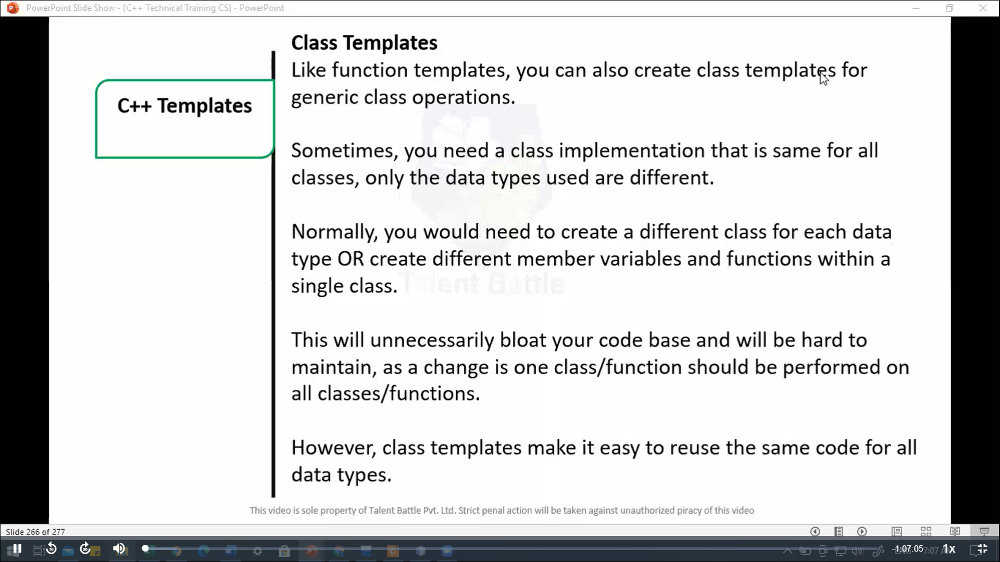 PowerPoint Slide Show - [C++ Technical Training CS] - PowerPoint
Class Templates
Like function templates, you can also create class templates for
generic class operations.
C++ Templates
Sometimes, you need a class implementation that is same for all
classes, only the data types used are different.
Normally, you would need to create a different class for each data
type OR create different member variables and functions within a
single class.
Talent Battle
This will unnecessarily bloat your code base and will be hard to
maintain, as a change is one class/function should be performed on
all classes/functions.
However, class templates make it easy to reuse the same code for all
data types.
This video is sole property of Talent Battle Pvt. Ltd. Strict penal action will be taken against unauthorized piracy of this video
Slide 266 of 277
10
30
-1:07:05
1x